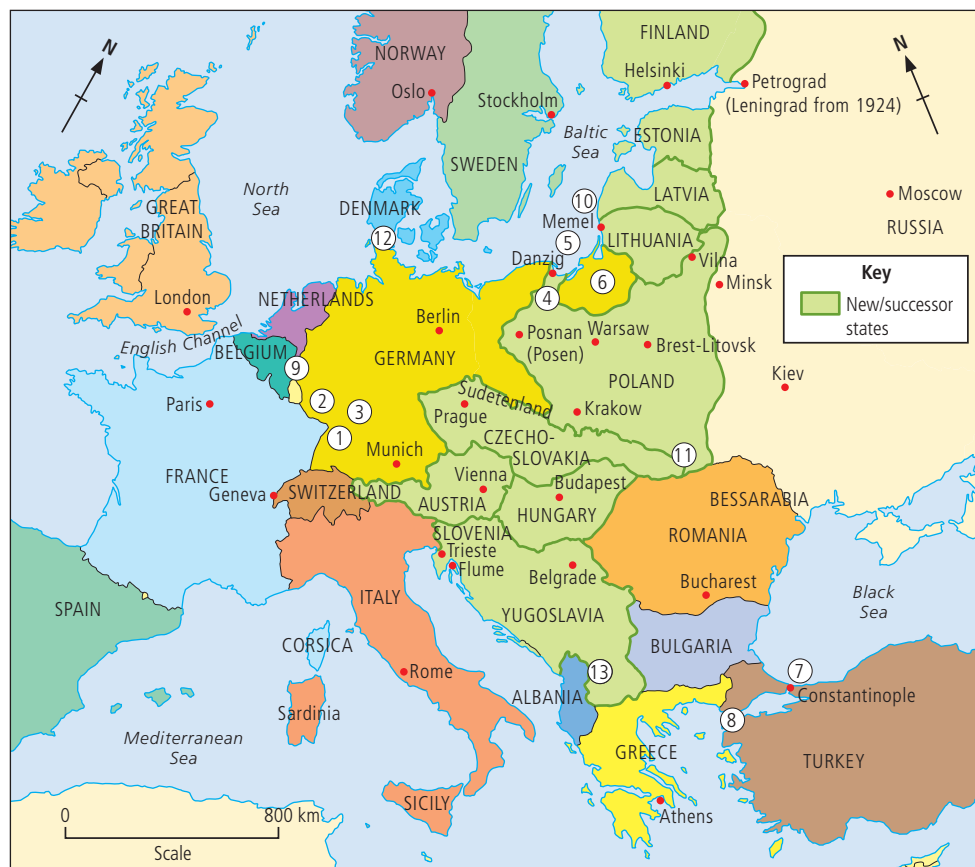 N
N
NORWAY
Oslo
FINLAND
Helsinki
Petrograd
(Leningrad from 1924)
Stockholm
Baltic
Sea
SWEDEN
ESTONIA
North
Sea
LATVIA
Moscow
RUSSIA
DENMARK
GREAT
BRITAIN
10
Memel
12
5
LITHUANIA
Vilna
Danzig
Minsk
Key
New/successor
states
6
4
London
NETHERLANDS
Berlin
Posnan
(Posen)
Warsaw
Brest-Litovsk
English Channel
BELGIUM
GERMANY
9
POLAND
Kiev
Paris
2
3
1
Sudetenland
Prague
Krakow
CZECHO-
SLOVAKIA
11
Munich
FRANCE
Geneva
SWITZERLAND
Vienna
AUSTRIA
Budapest
HUNGARY
BESSARABIA
ROMANIA
SLOVENIA
Trieste
Flume
Belgrade
Bucharest
Black
Sea
SPAIN
ITALY
YUGOSLAVIA
CORSICA
BULGARIA
Rome
13
7
Constantinople
ALBANIA
8
Sardinia
Mediterranean
Sea
GREECE
TURKEY
SICILY
Athens
0
800 km
Scale